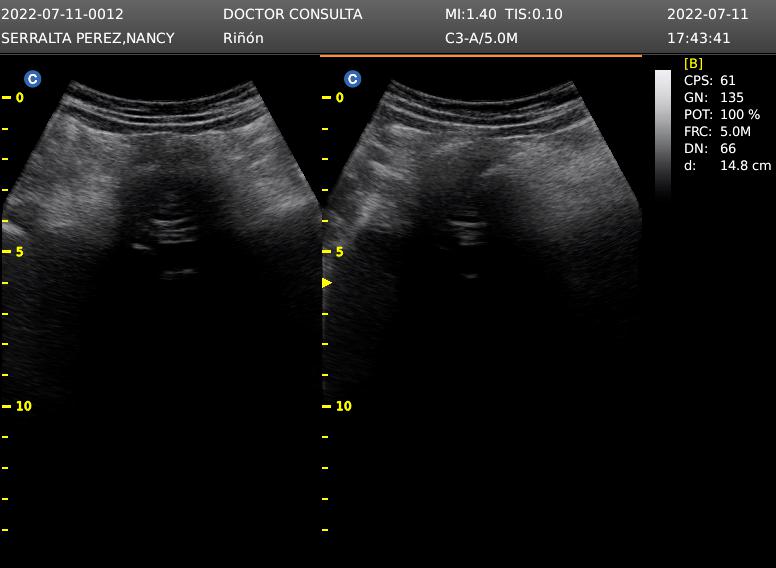 2022-07-11-0012 DOCTOR CONSULTA MI:1.40 TIS:0.10 2022-07-11
SERRALTA PEREZ,NANCY Riñón C3-A/5.0M 17:43:41
C C
0 0
5 5
10 10
[B]
CPS: 61
GN: 135
POT: 100 %
FRC: 5.0M
DN: 66
d: 14.8 cm